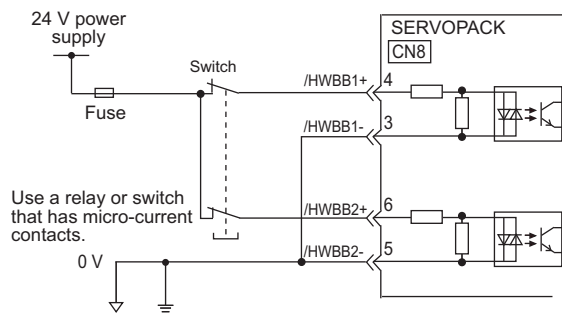 24 V power
supply
SERVOPACK
CN8
Switch
/HWBB1+
4
Fuse
/HWBB1-
3
Use a relay or switch
that has micro-current
contacts.
/HWBB2+
6
/HWBB2-
5
0 V